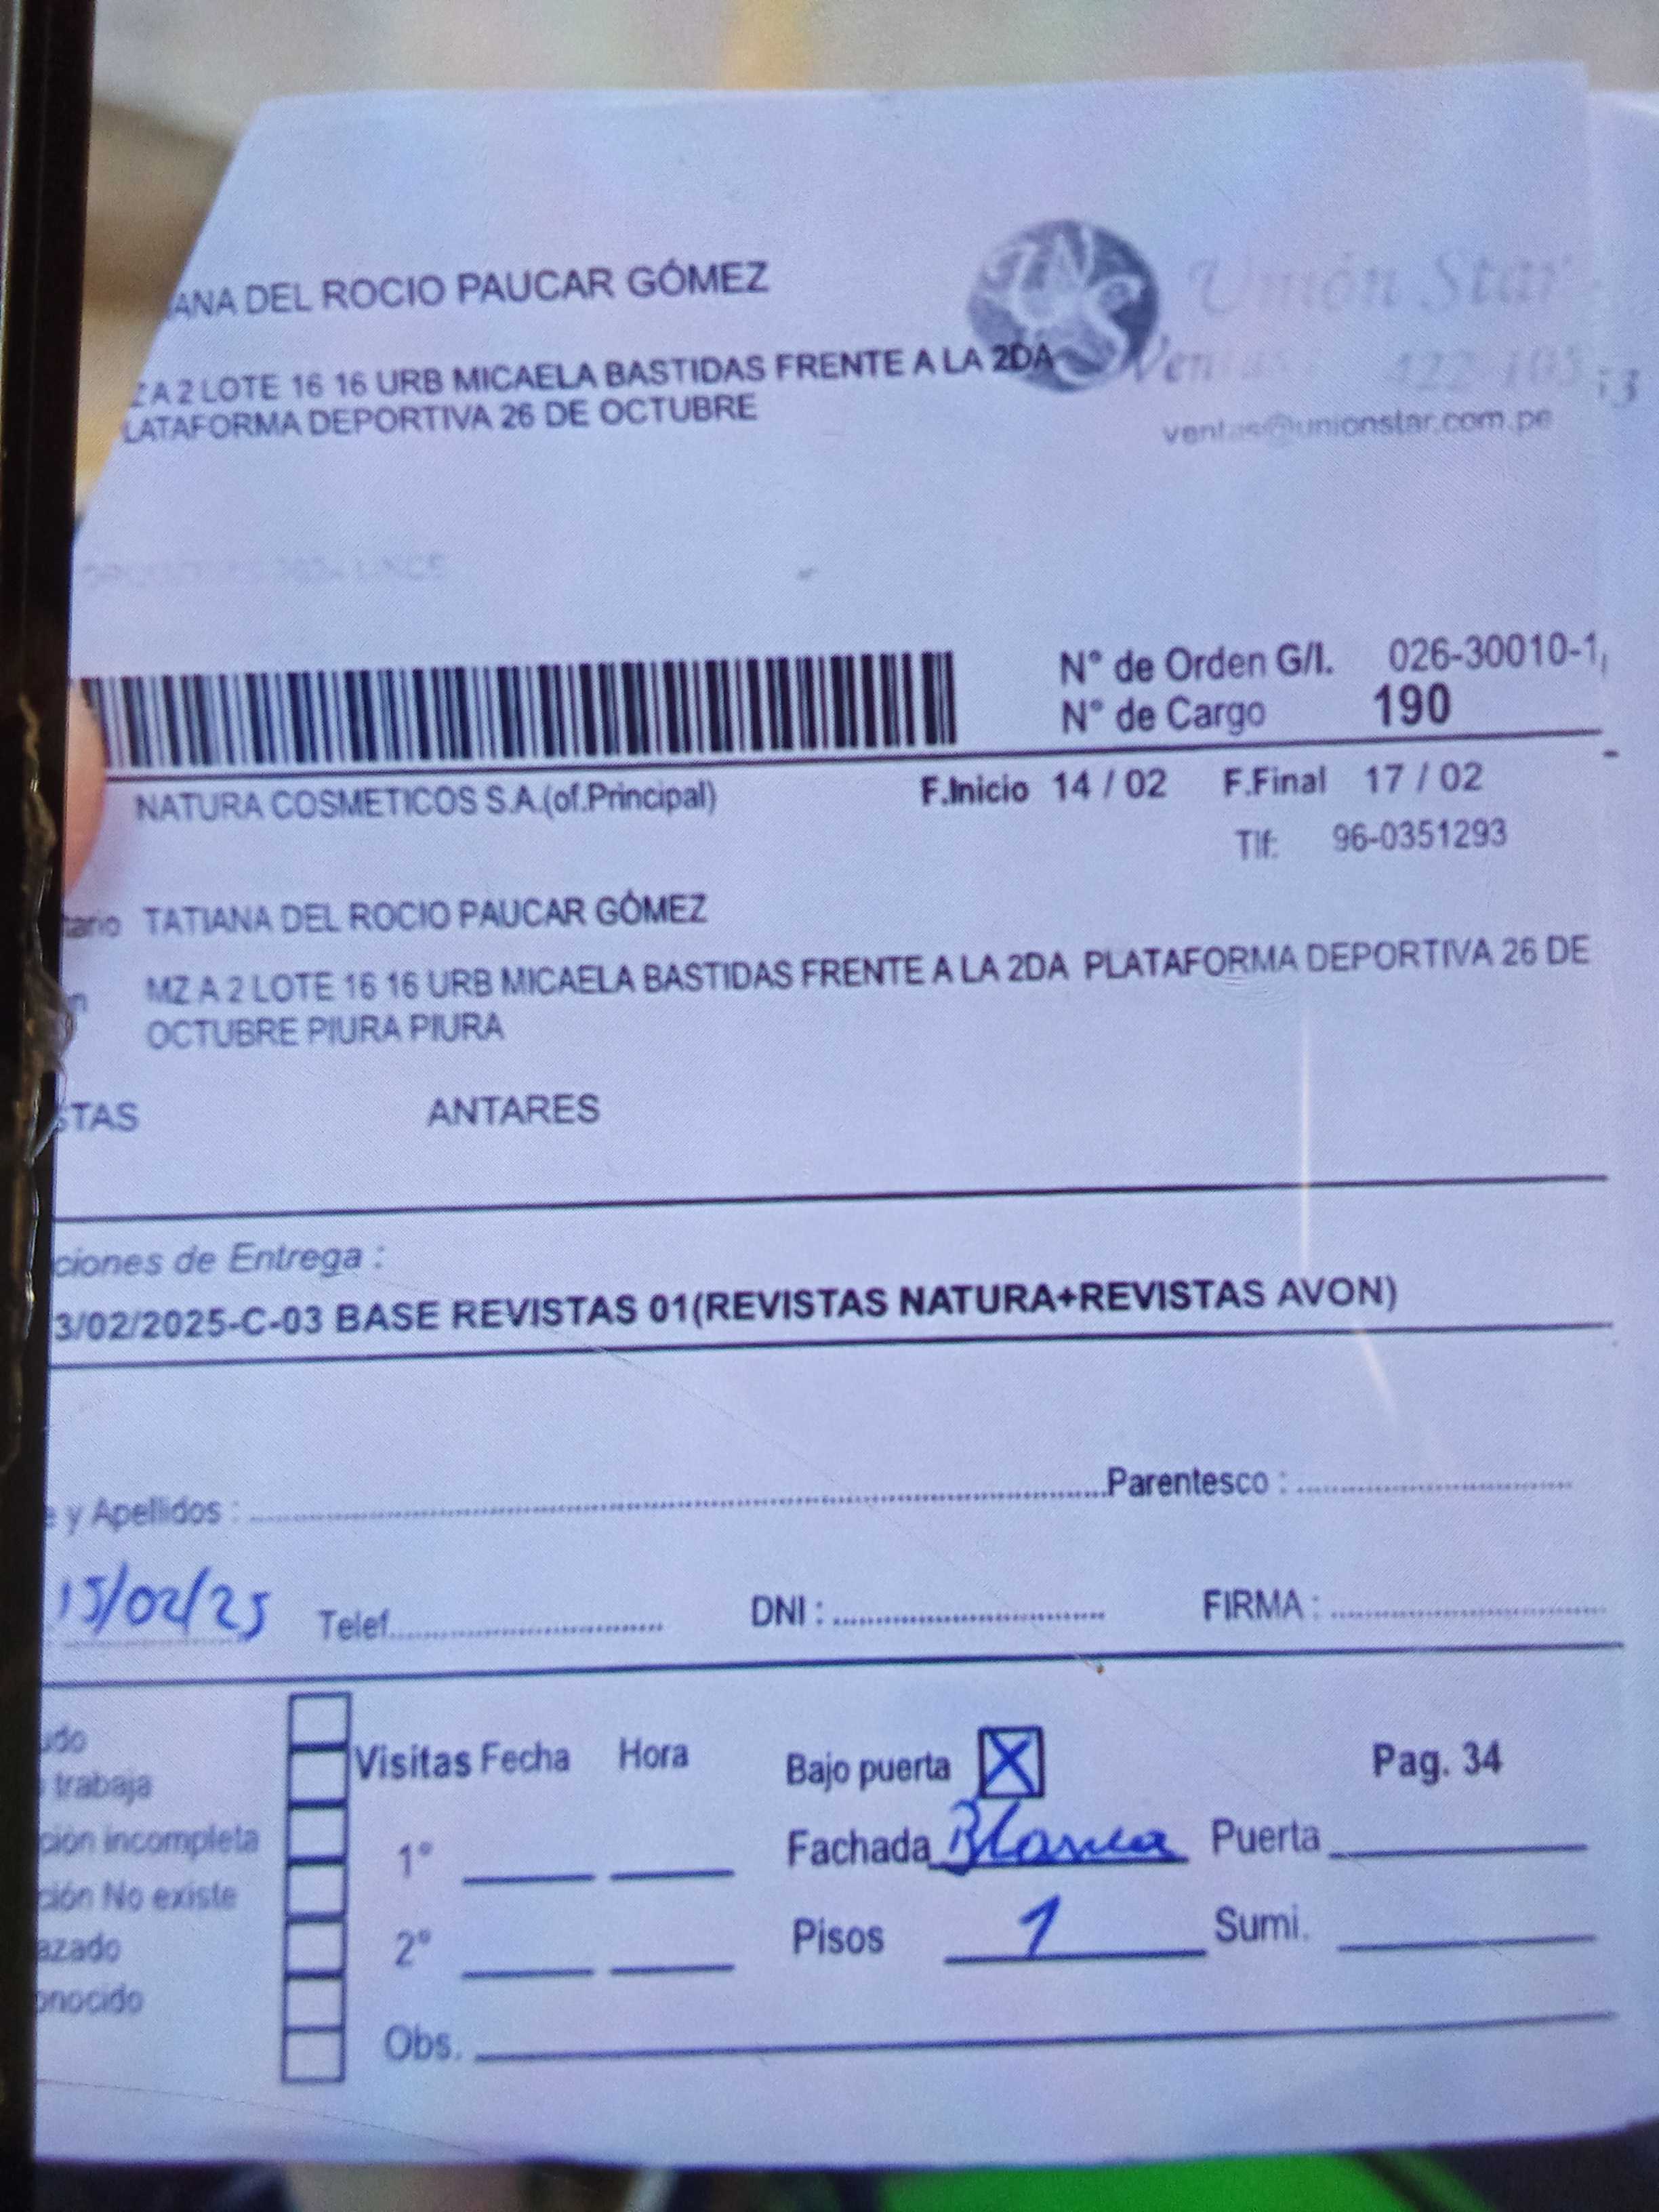 ANA DEL ROCIO PAUCAR GÓMEZ
Unión Star
A 2 LOTE 16 16 URB MICAELA BASTIDAS FRENTE A LA 2DA
LATAFORMA DEPORTIVA 26 DE OCTUBRE
ventas@unionstar.com.pe
N° de Orden G/I. 026-30010-1
N° de Cargo 190
NATURA COSMETICOS S.A.(of.Principal) F.Inicio 14 / 02 F.Final 17 / 02
Tlf: 96-0351293
tario TATIANA DEL ROCIO PAUCAR GÓMEZ
n MZ A 2 LOTE 16 16 URB MICAELA BASTIDAS FRENTE A LA 2DA PLATAFORMA DEPORTIVA 26 DE
OCTUBRE PIURA PIURA
STAS ANTARES
ciones de Entrega :
3/02/2025-C-03 BASE REVISTAS 01(REVISTAS NATURA+REVISTAS AVON)
e y Apellidos : Parentesco :
15/02/25 Telef. DNI : FIRMA :
udo
trabaja
Visitas Fecha Hora Bajo puerta X Pag. 34
ción incompleta 1° Fachada Blanca Puerta
ción No existe
azado 2° Pisos 1 Sumi.
onocido
Obs.